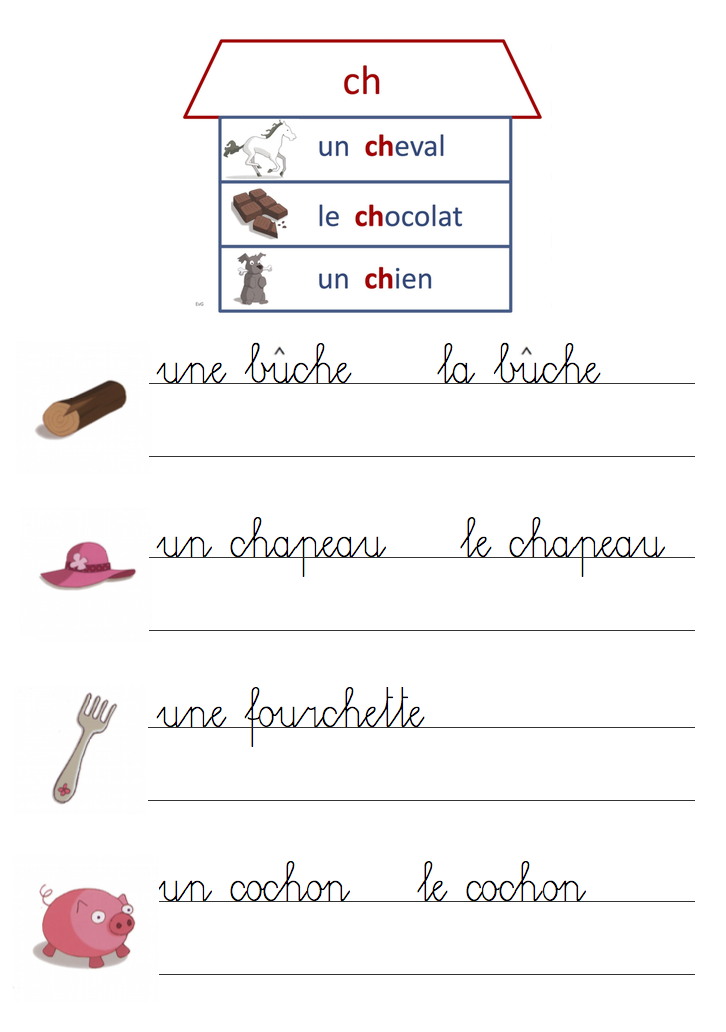 ch
un cheval
le chocolat
un chien
une bûche la bûche
un chapeau le chapeau
une fourchette
un cochon le cochon